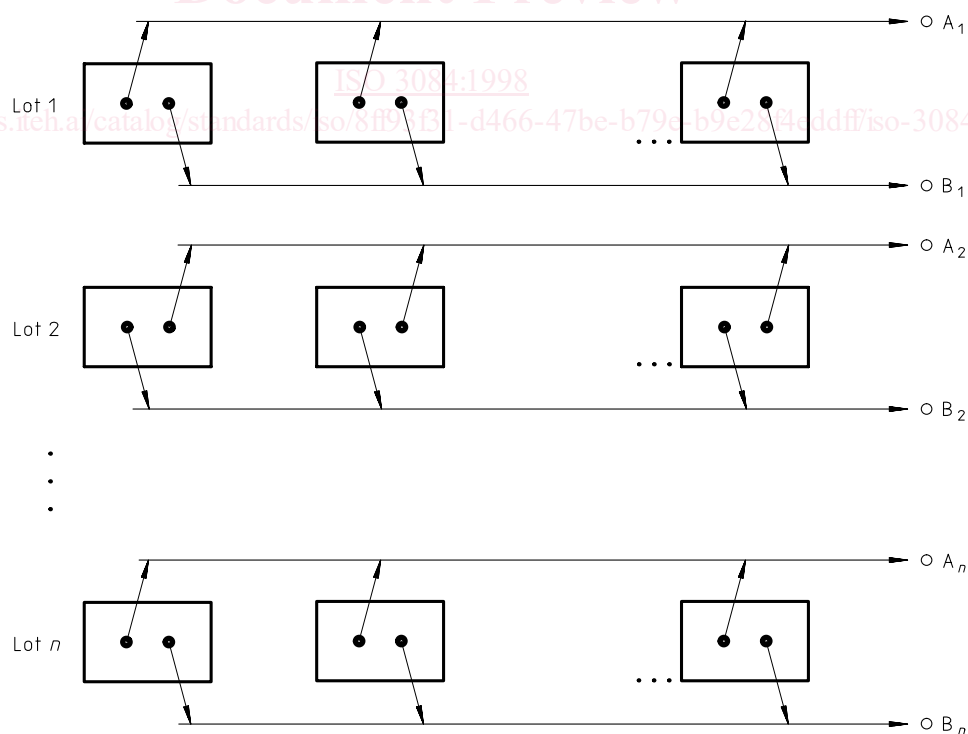 Document Preview
A1
ISO 3084:1998
Lot 1
s.iteh.ai/catalog/standards/iso/8ff93f31-d466-47be-b79e-b9e28f4eddff/iso-3084
...
B1
A2
Lot 2
...
B2
An
Lot n
...
Bn